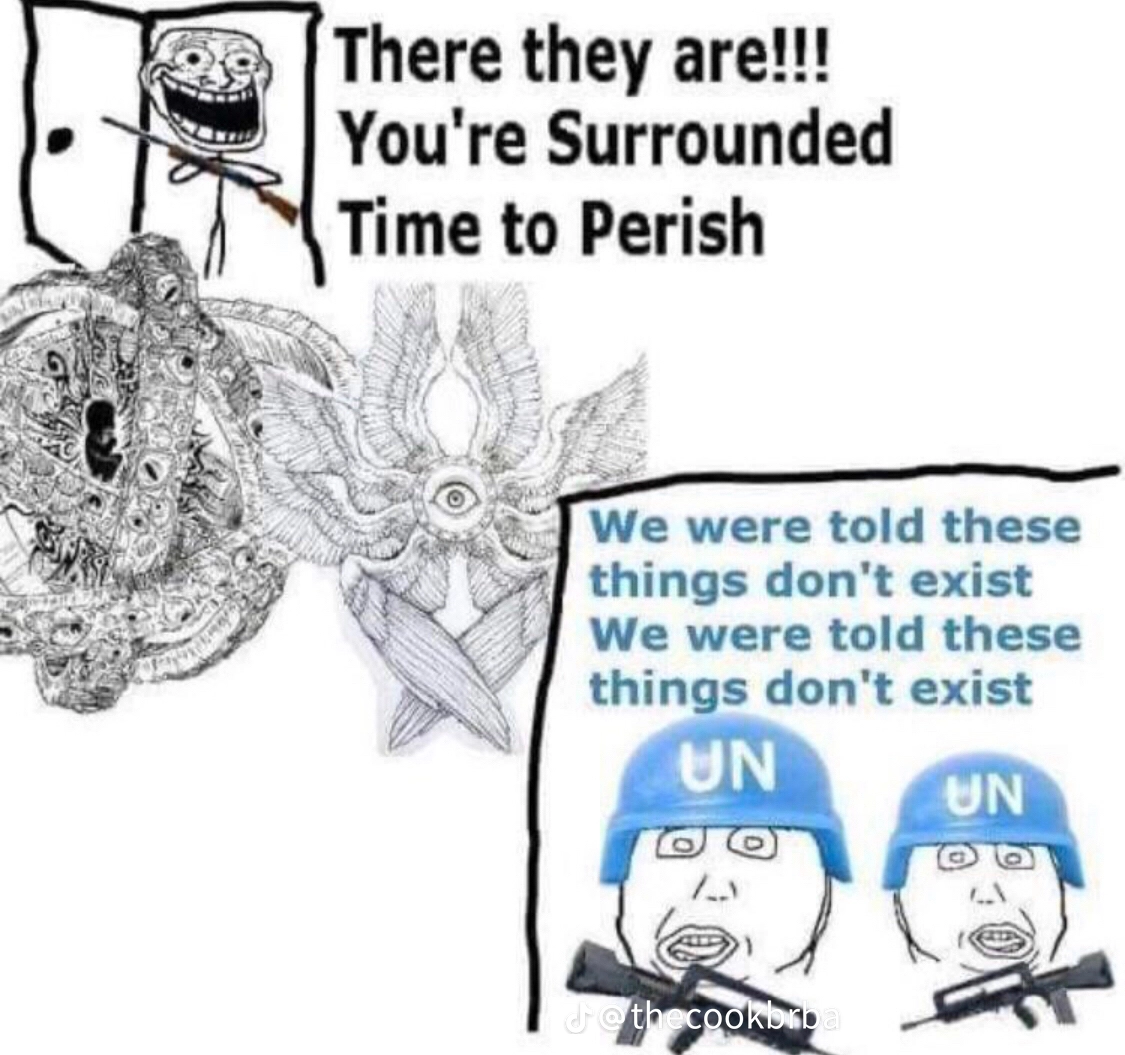 There they are!!!
You're Surrounded
Time to Perish
We were told these
things don't exist
We were told these
things don't exist
UN
UN
@thecookbrba